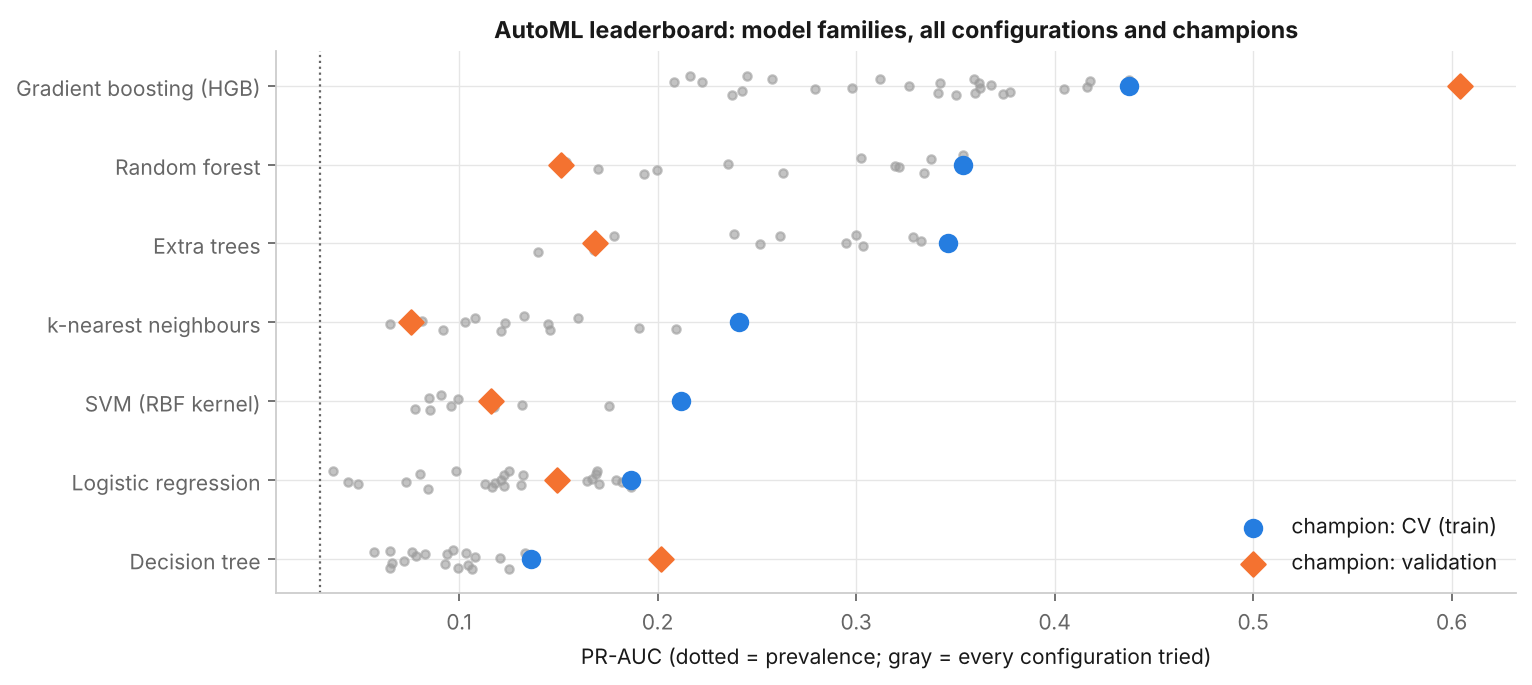 AutoML leaderboard: model families, all configurations and champions
Gradient boosting (HGB)
Random forest
Extra trees
k-nearest neighbours
SVM (RBF kernel)
Logistic regression
Decision tree
champion: CV (train)
champion: validation
0.1 0.2 0.3 0.4 0.5 0.6
PR-AUC (dotted = prevalence; gray = every configuration tried)